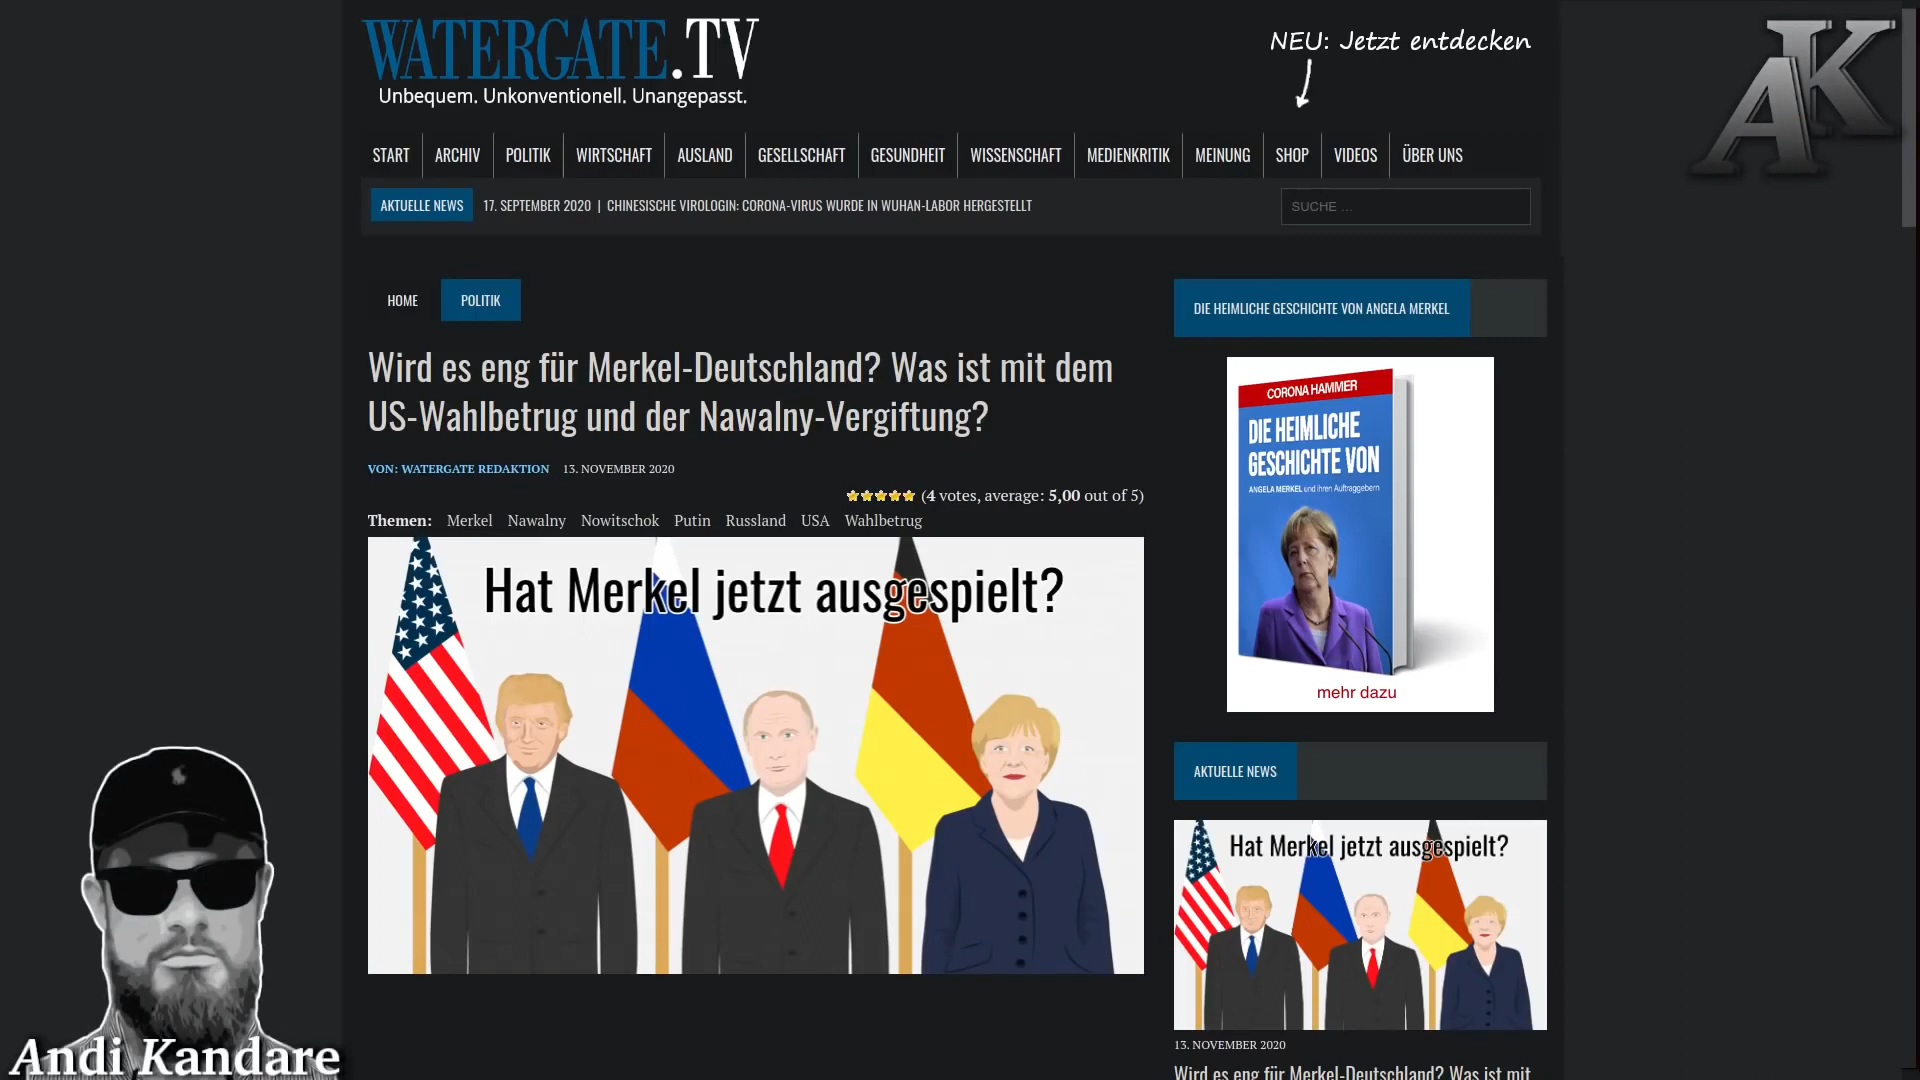 WATERGATE.TV
Unbequem. Unkonventionell. Unangepasst.
NEU: Jetzt entdecken
AK
START ARCHIV POLITIK WIRTSCHAFT AUSLAND GESELLSCHAFT GESUNDHEIT WISSENSCHAFT MEDIENKRITIK MEINUNG SHOP VIDEOS ÜBER UNS
AKTUELLE NEWS 17. SEPTEMBER 2020 | CHINESISCHE VIROLOGIN: CORONA-VIRUS WURDE IN WUHAN-LABOR HERGESTELLT
SUCHE ...
HOME POLITIK
Wird es eng für Merkel-Deutschland? Was ist mit dem
US-Wahlbetrug und der Nawalny-Vergiftung?
VON: WATERGATE REDAKTION 13. NOVEMBER 2020
(4 votes, average: 5,00 out of 5)
Themen: Merkel Nawalny Nowitschok Putin Russland USA Wahlbetrug
Hat Merkel jetzt ausgespielt?
DIE HEIMLICHE GESCHICHTE VON ANGELA MERKEL
CORONA HAMMER
DIE HEIMLICHE
GESCHICHTE VON
ANGELA MERKEL und ihren Auftraggebern
mehr dazu
AKTUELLE NEWS
Hat Merkel jetzt ausgespielt?
13. NOVEMBER 2020
Wird es eng für Merkel-Deutschland? Was ist mit
Andi Kandare